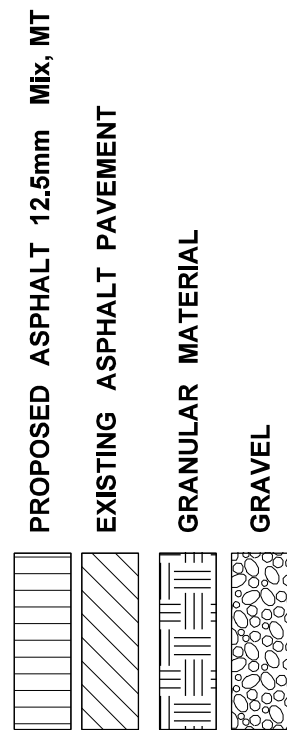 PROPOSED ASPHALT 12.5mm Mix, MT
EXISTING ASPHALT PAVEMENT
GRANULAR MATERIAL
GRAVEL